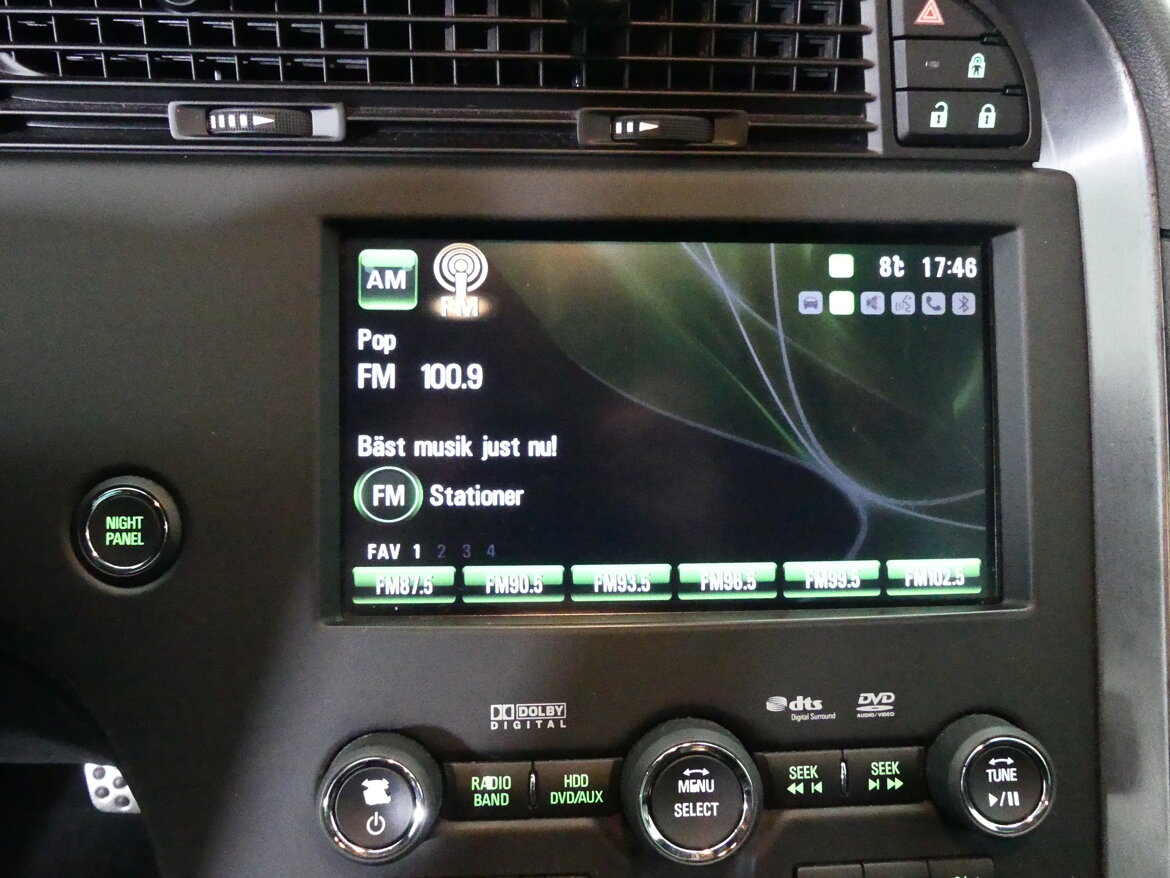 AM
FM
8°C 17:46
Pop
FM 100.9
Bäst musik just nu!
FM Stationer
FAV 1 2 3 4
FM87.5 FM90.5 FM93.5 FM96.5 FM99.5 FM102.5
NIGHT
PANEL
DOLBY
DIGITAL
dts
Digital Surround
DVD
AUDIO/VIDEO
RADIO
BAND
HDD
DVD/AUX
MENU
SELECT
SEEK
SEEK
TUNE